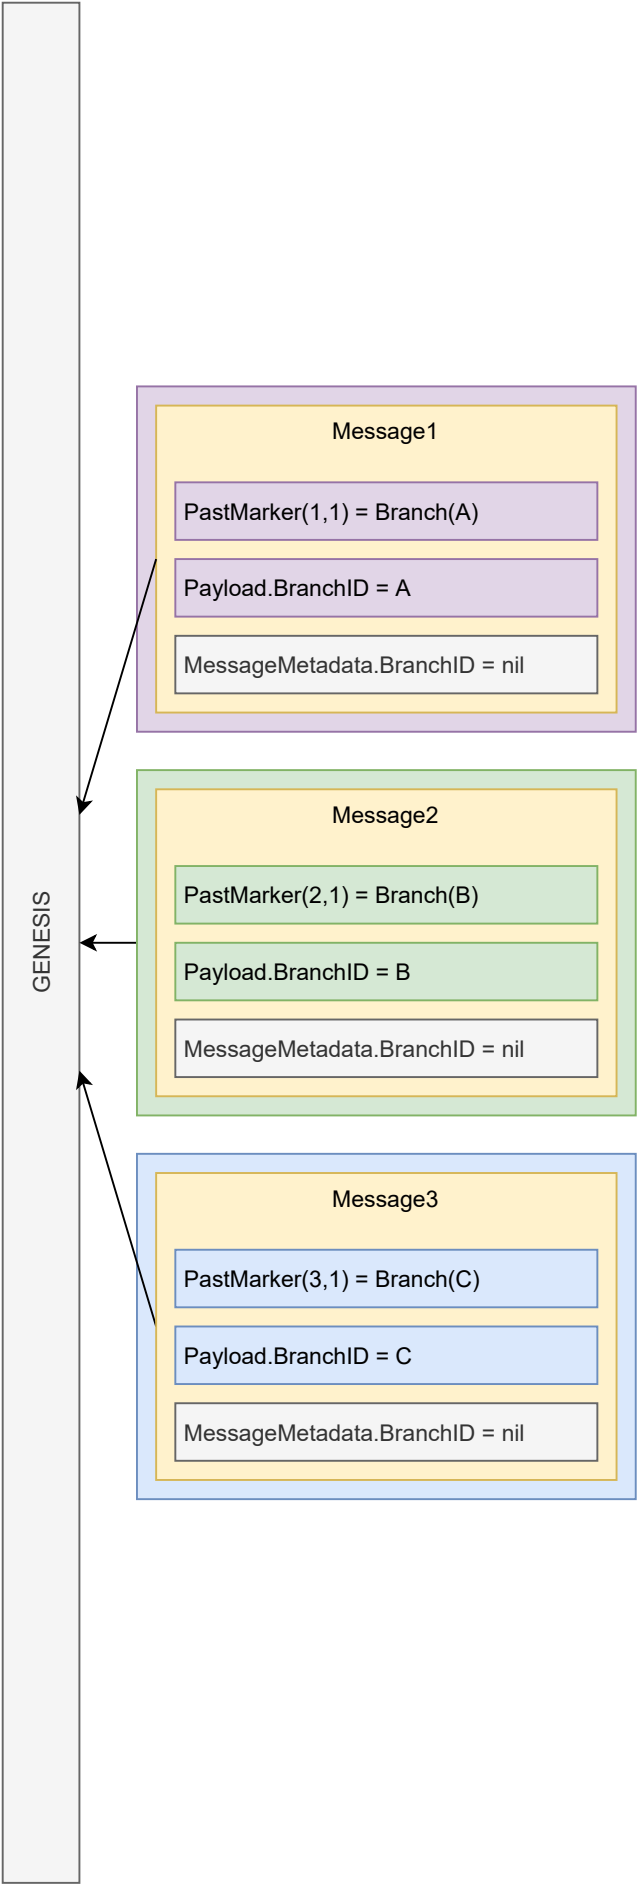 GENESIS
Message1
PastMarker(1,1) = Branch(A)
Payload.BranchID = A
MessageMetadata.BranchID = nil
Message2
PastMarker(2,1) = Branch(B)
Payload.BranchID = B
MessageMetadata.BranchID = nil
Message3
PastMarker(3,1) = Branch(C)
Payload.BranchID = C
MessageMetadata.BranchID = nil